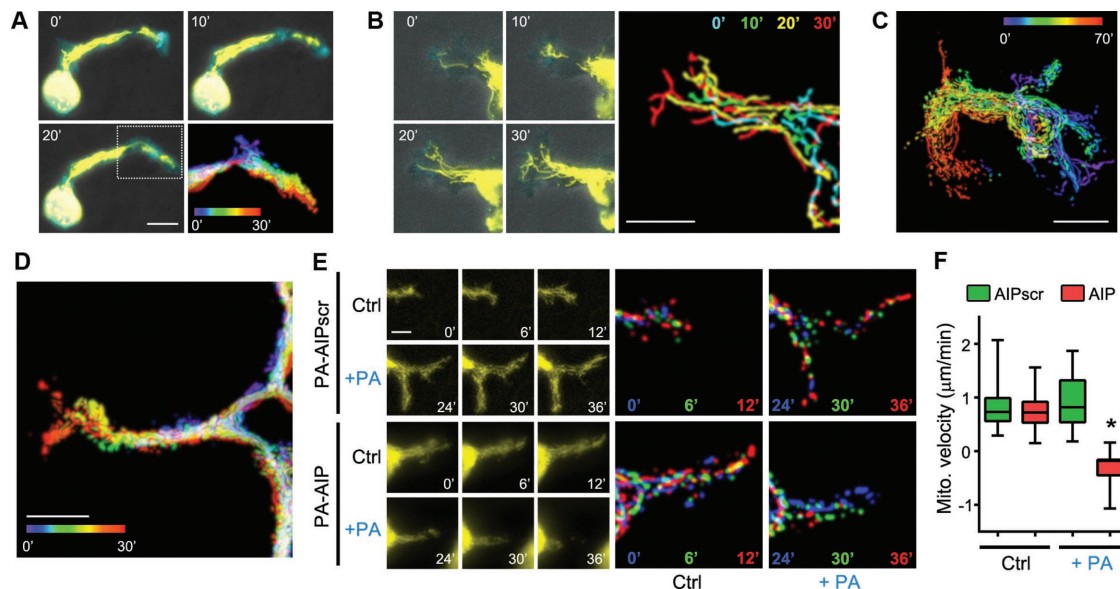 A
0'
10'
20'
0' 30'
B
0'
10'
20'
30'
0' 10' 20' 30'
C
0' 70'
D
0' 30'
E
PA-AIPscr
Ctrl
0' 6' 12'
+PA
24' 30' 36'
PA-AIP
Ctrl
0' 6' 12'
+PA
24' 30' 36'
0' 6' 12'
24' 30' 36'
0' 6' 12'
24' 30' 36'
Ctrl
+ PA
F
AIPscr AIP
Mito. velocity (μm/min)
2
1
0
-1
*
Ctrl
+ PA